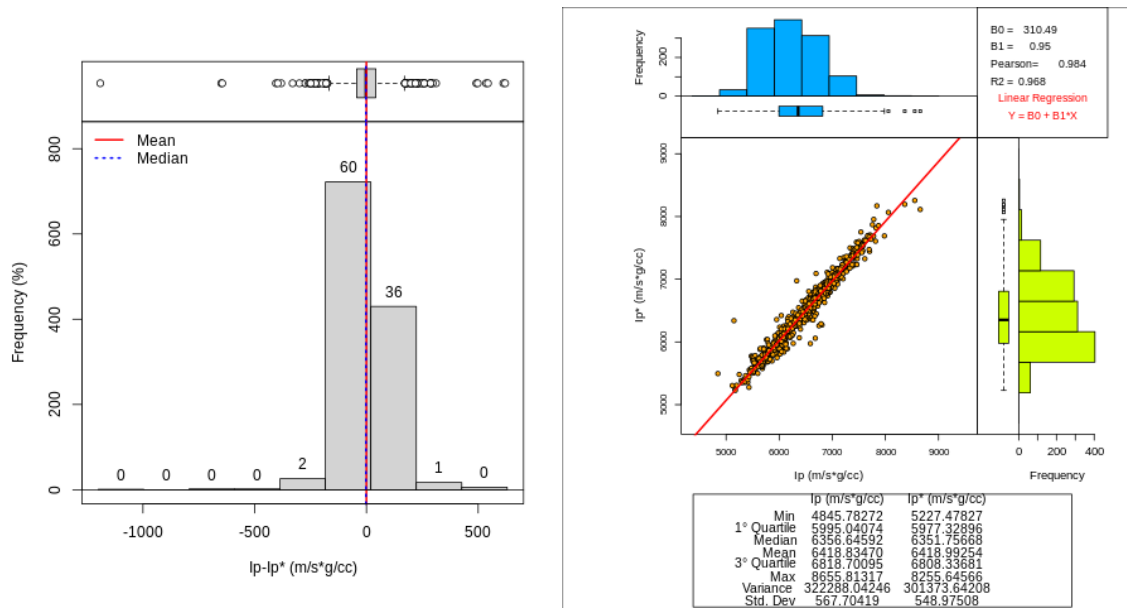 Mean
Median
60
36
2
1
0
0
0
0
0
0
200
400
600
800
Frequency (%)
-1000
-500
0
500
Ip-Ip* (m/s*g/cc)
Frequency
0
200
B0 = 310.49
B1 = 0.95
Pearson= 0.984
R2 = 0.968
Linear Regression
Y = B0 + B1*X
Ip* (m/s*g/cc)
5000
6000
7000
8000
9000
5000
6000
7000
8000
9000
Ip (m/s*g/cc)
0
200
400
Frequency
Ip (m/s*g/cc) Ip* (m/s*g/cc)
Min 4845.78272 5227.47827
1° Quartile 5995.04074 5977.32896
Median 6356.64592 6351.75668
Mean 6418.83470 6418.99254
3° Quartile 6818.70095 6808.33681
Max 8655.81317 8255.64566
Variance 322288.04246 301373.64208
Std. Dev 567.70419 548.97508